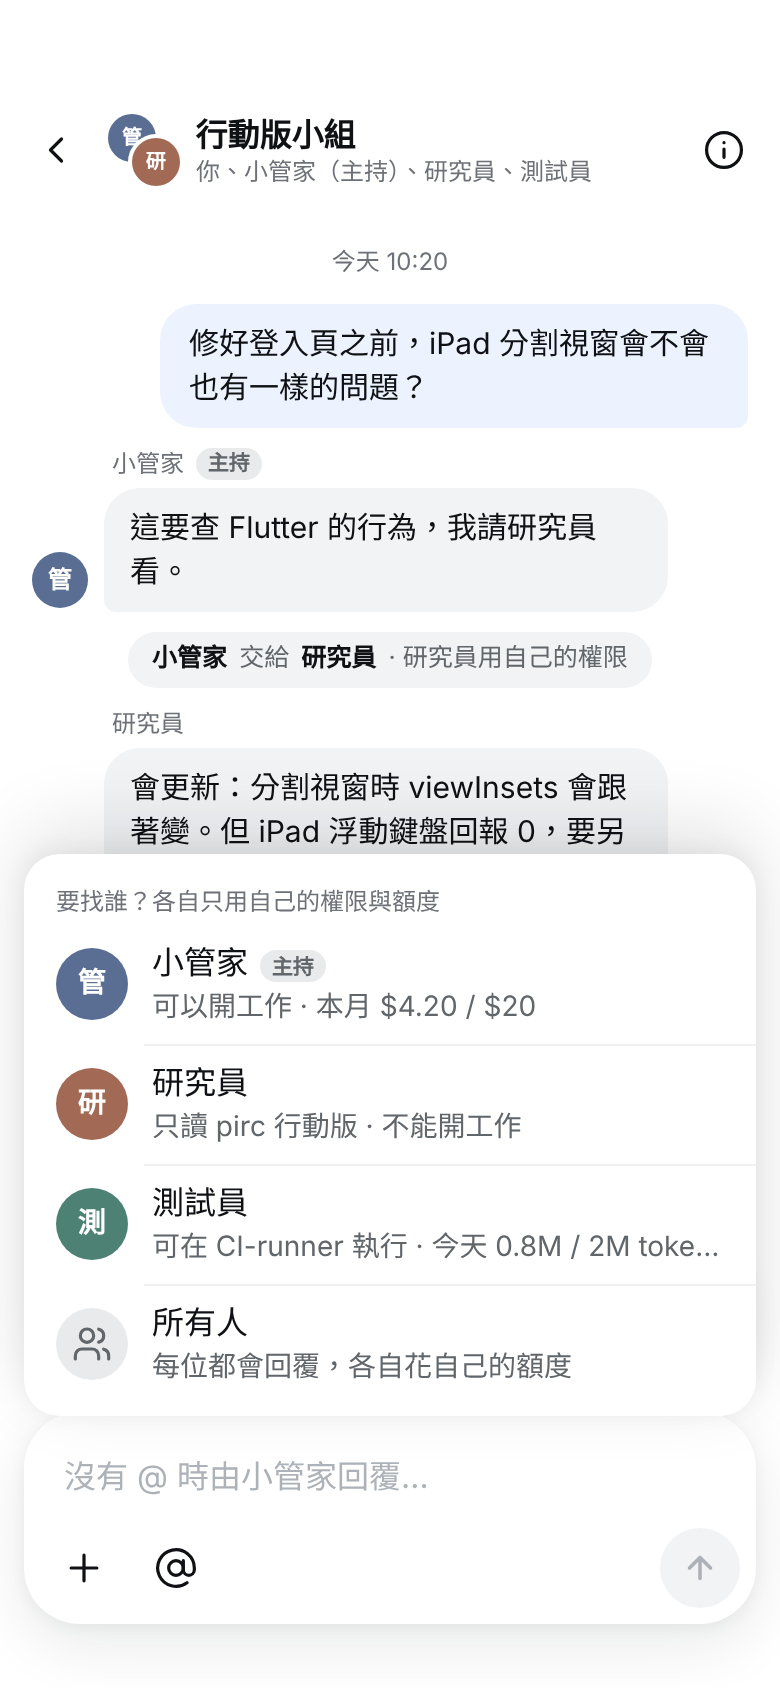 管
研
行動版小組
你、小管家（主持）、研究員、測試員
今天 10:20
修好登入頁之前，iPad 分割視窗會不會
也有一樣的問題？
小管家 主持
這要查 Flutter 的行為，我請研究員
看。
管
小管家 交給 研究員 · 研究員用自己的權限
研究員
會更新：分割視窗時 viewInsets 會跟
著變。但 iPad 浮動鍵盤回報 0，要另
要找誰？各自只用自己的權限與額度
管
小管家 主持
可以開工作 · 本月 $4.20 / $20
研
研究員
只讀 pirc 行動版 · 不能開工作
測
測試員
可在 CI-runner 執行 · 今天 0.8M / 2M toke...
所有人
每位都會回覆，各自花自己的額度
沒有 @ 時由小管家回覆...
@